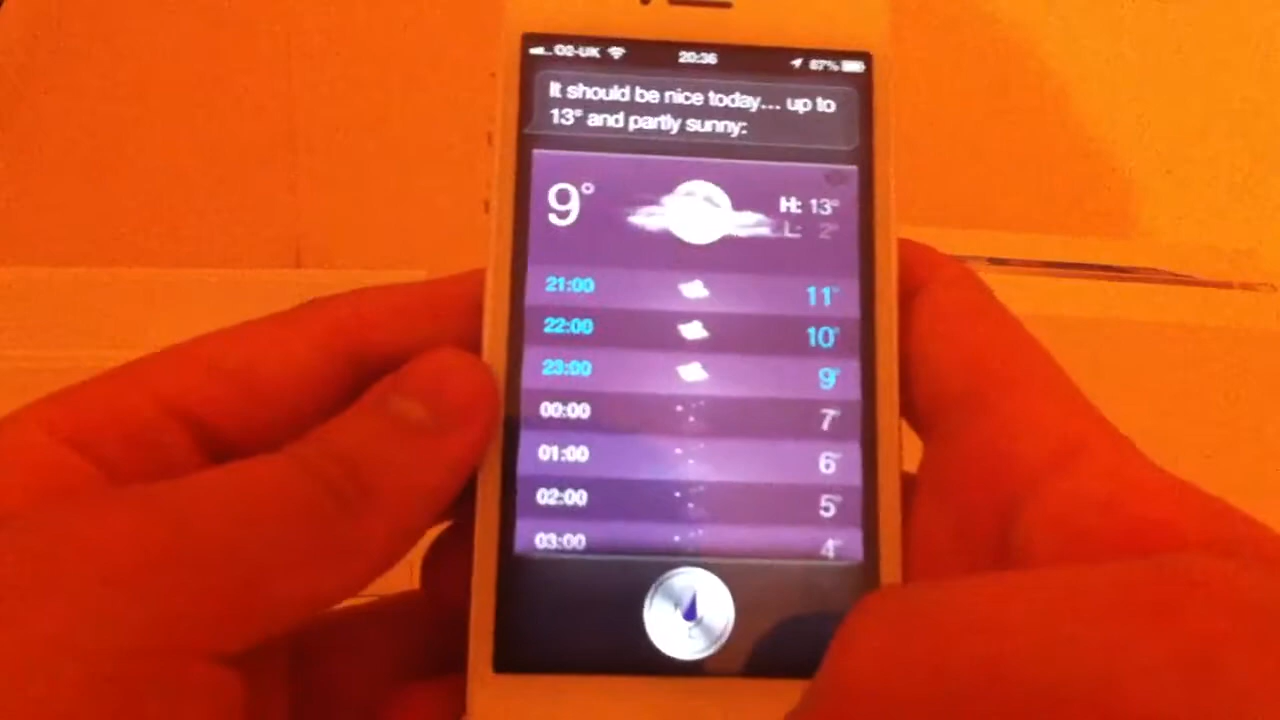 O2-UK 20:36 87%
It should be nice today... up to
13° and partly sunny:
9° H: 13°
L: 2°
21:00 11°
22:00 10°
23:00 9°
00:00 7°
01:00 6°
02:00 5°
03:00 4°